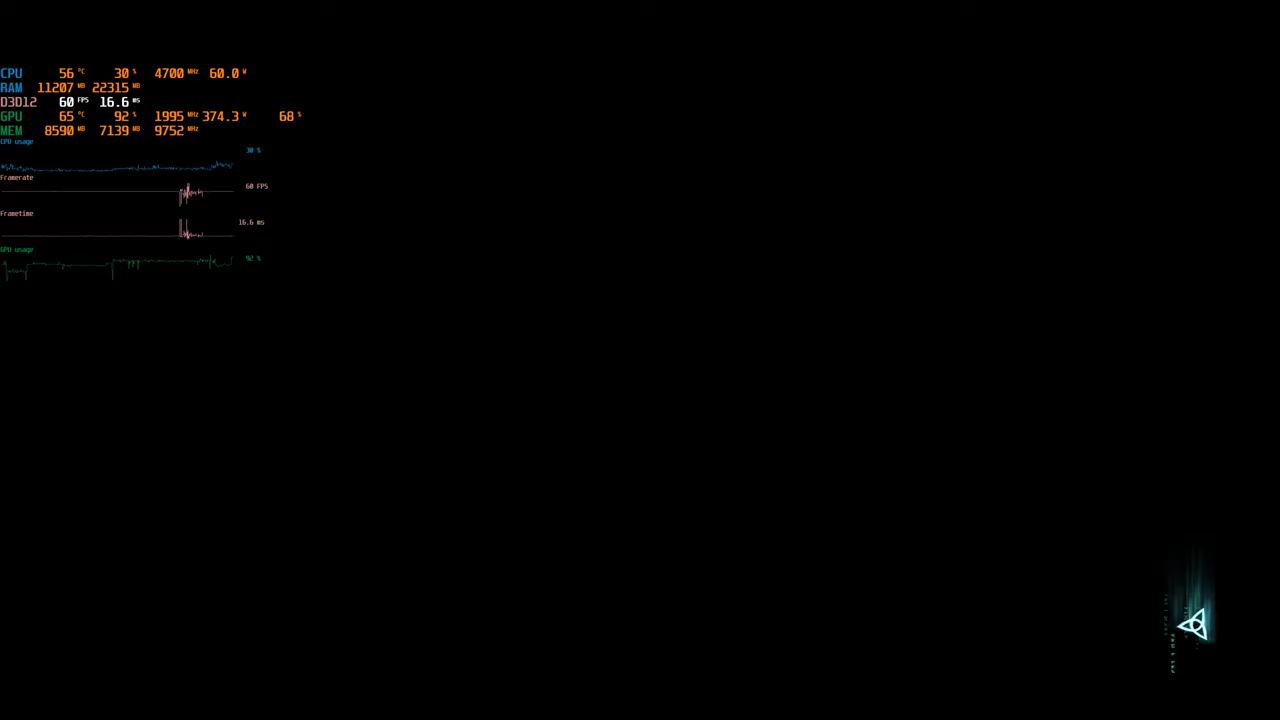 CPU 56 °C 30 % 4700 MHz 60.0 W
RAM 11207 MB 22315 MB
D3D12 60 FPS 16.6 ms
GPU 65 °C 92 % 1995 MHz 374.3 W 68 %
MEM 8590 MB 7139 MB 9752 MHz
CPU usage
30 %
Framerate
60 FPS
Frametime
16.6 ms
GPU usage
92 %